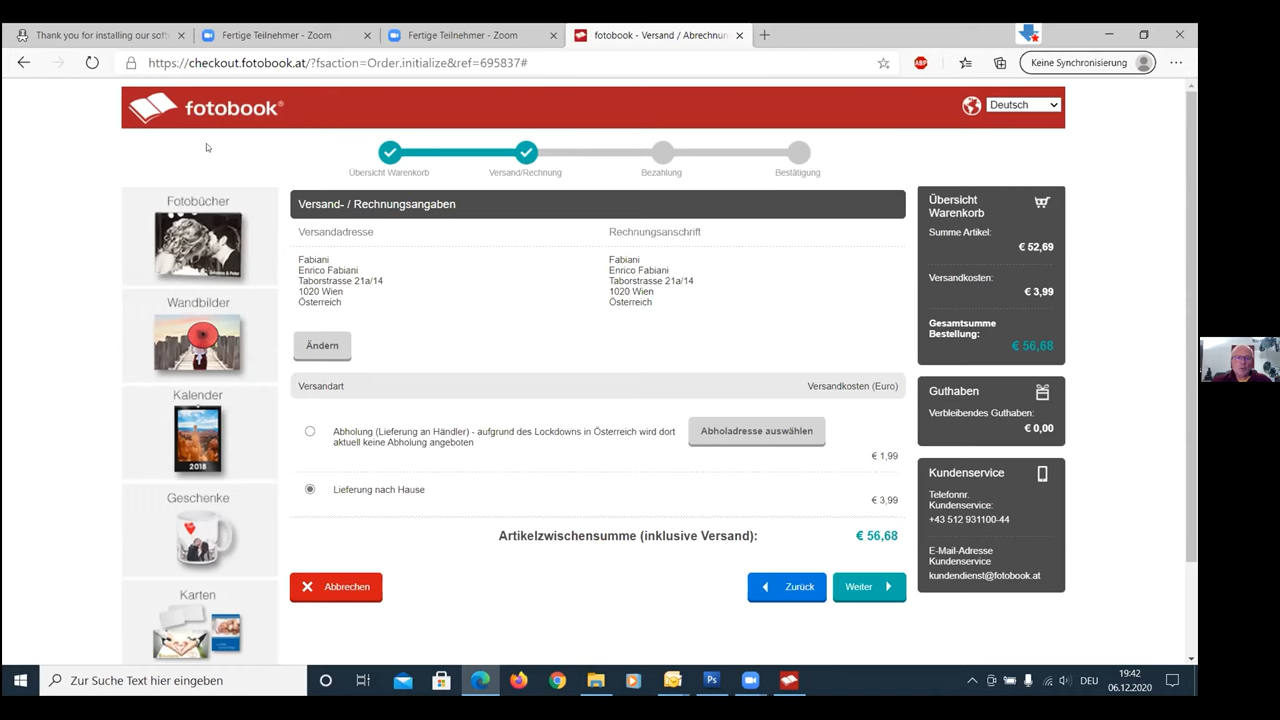 Thank you for installing our soft
Fertige Teilnehmer - Zoom
Fertige Teilnehmer - Zoom
fotobook - Versand / Abrechnun
https://checkout.fotobook.at/?fsaction=Order.initialize&ref=695837#
ABP
Keine Synchronisierung
fotobook®
Deutsch
Übersicht Warenkorb
Versand/Rechnung
Bezahlung
Bestätigung
Fotobücher
Wandbilder
Kalender
2018
Geschenke
Karten
Versand- / Rechnungsangaben
Versandadresse
Rechnungsanschrift
Fabiani
Enrico Fabiani
Taborstrasse 21a/14
1020 Wien
Österreich
Fabiani
Enrico Fabiani
Taborstrasse 21a/14
1020 Wien
Österreich
Ändern
Versandart
Versandkosten (Euro)
Abholung (Lieferung an Händler) - aufgrund des Lockdowns in Österreich wird dort
aktuell keine Abholung angeboten
Abholadresse auswählen
€ 1,99
Lieferung nach Hause
€ 3,99
Artikelzwischensumme (inklusive Versand):
€ 56,68
Abbrechen
Zurück
Weiter
Übersicht
Warenkorb
Summe Artikel:
€ 52,69
Versandkosten:
€ 3,99
Gesamtsumme
Bestellung:
€ 56,68
Guthaben
Verbleibendes Guthaben:
€ 0,00
Kundenservice
Telefonnr.
Kundenservice:
+43 512 931100-44
E-Mail-Adresse
Kundenservice
kundendienst@fotobook.at
Zur Suche Text hier eingeben
Ps
DEU
19:42
06.12.2020